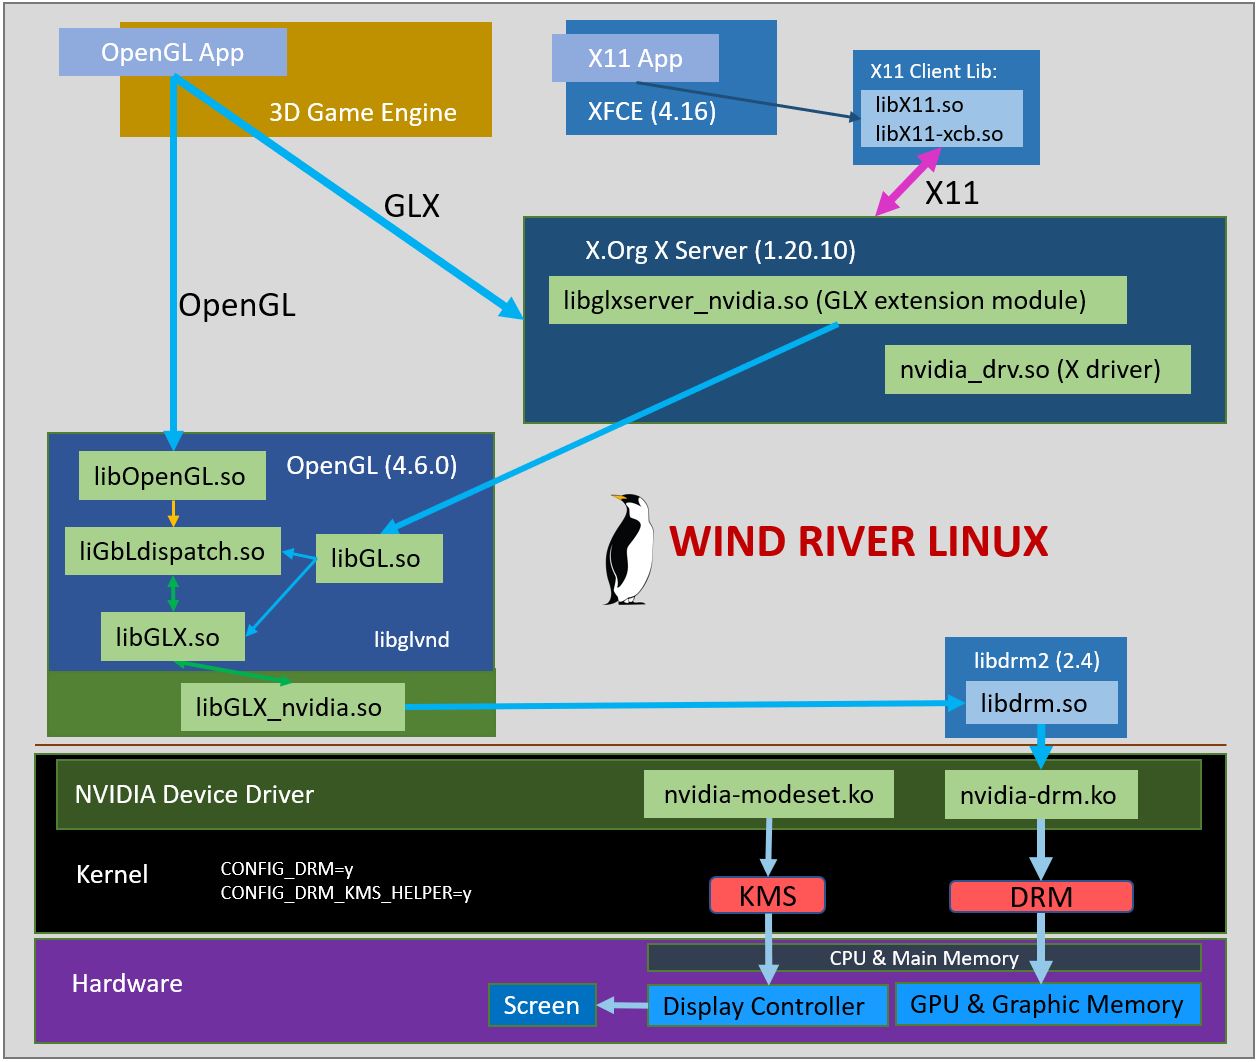 OpenGL App
3D Game Engine
X11 App
XFCE (4.16)
X11 Client Lib:
libX11.so
libX11-xcb.so
GLX
X11
OpenGL
X.Org X Server (1.20.10)
libglxserver_nvidia.so (GLX extension module)
nvidia_drv.so (X driver)
libOpenGL.so
OpenGL (4.6.0)
liGbLdispatch.so
libGL.so
libGLX.so
libglvnd
libGLX_nvidia.so
WIND RIVER LINUX
libdrm2 (2.4)
libdrm.so
NVIDIA Device Driver
nvidia-modeset.ko
nvidia-drm.ko
Kernel
CONFIG_DRM=y
CONFIG_DRM_KMS_HELPER=y
KMS
DRM
Hardware
CPU & Main Memory
Screen
Display Controller
GPU & Graphic Memory